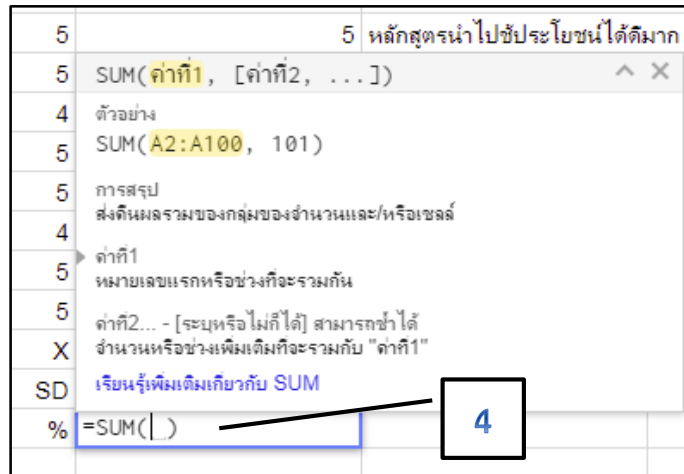 5 5 หลักสูตรนำไปชัประโยชน์ได้ดีมาก
5 SUM(ค่าที่1, [ค่าที่2, ...])
4 ตัวอย่าง
5 SUM(A2:A100, 101)
5 การสรุป
ส่งคืนผลรวมของกลุ่มของจำนวนและ/หรือเซลล์
4
5 ค่าที่1
หมายเลขแรกหรือช่วงที่จะรวมกัน
5 ค่าที่2... - [ระบุหรือไม่ก็ได้] สามารถซ้ำได้
X จำนวนหรือช่วงเพิ่มเติมที่จะรวมกับ "ค่าที่1"
SD เรียนรู้เพิ่มเติมเกี่ยวกับ SUM
% =SUM( )
4